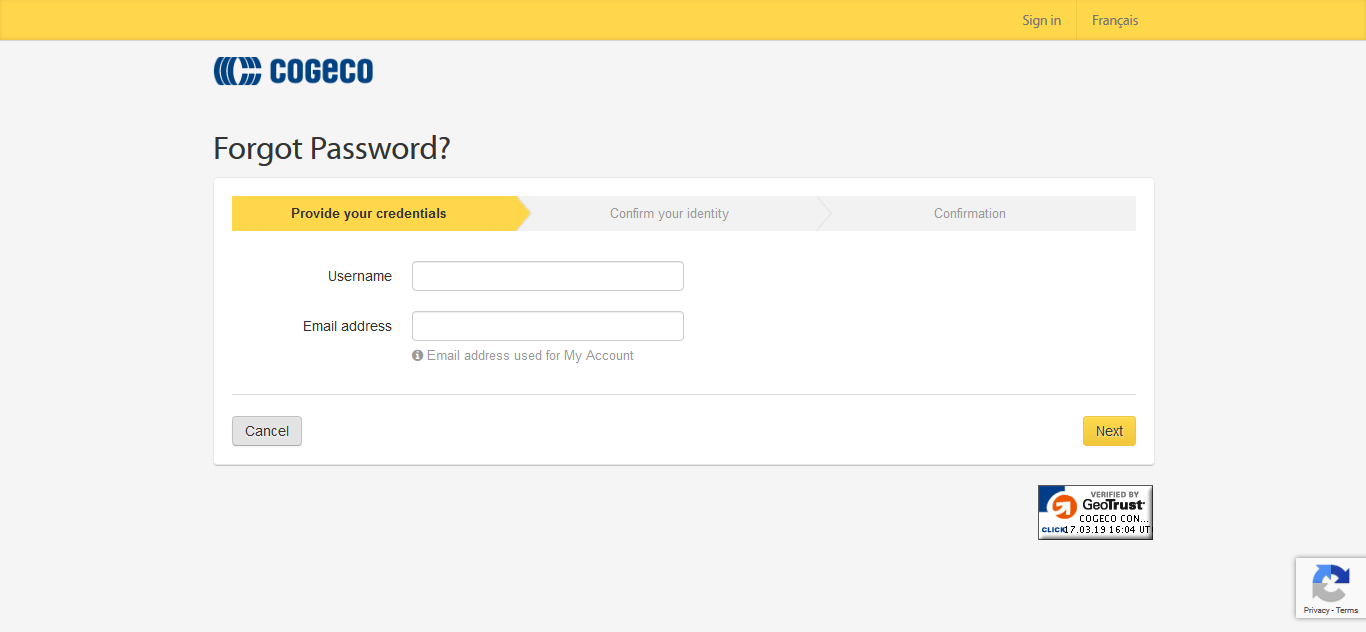 Sign in
Français
COGECO
Forgot Password?
Provide your credentials
Confirm your identity
Confirmation
Username
Email address
Email address used for My Account
Cancel
Next
VERIFIED BY
GeoTrust
COGECO CON...
CLICK 17.03.19 16:04 UT
Privacy - Terms